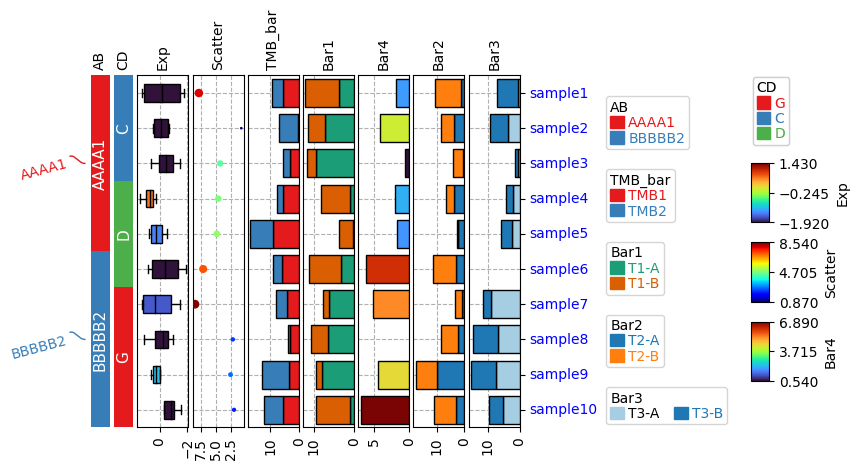 AB
CD
Exp
Scatter
TMB_bar
Bar1
Bar4
Bar2
Bar3
AAAA1
BBBBB2
AAAA1
BBBBB2
C
D
G
sample1
sample2
sample3
sample4
sample5
sample6
sample7
sample8
sample9
sample10
0
−2
7.5
5.0
2.5
10
0
10
0
5
0
10
0
10
0
AB
AAAA1
BBBBB2
TMB_bar
TMB1
TMB2
Bar1
T1-A
T1-B
Bar2
T2-A
T2-B
Bar3
T3-A T3-B
CD
G
C
D
1.430
−0.245
−1.920
Exp
8.540
4.705
0.870
Scatter
6.890
3.715
0.540
Bar4